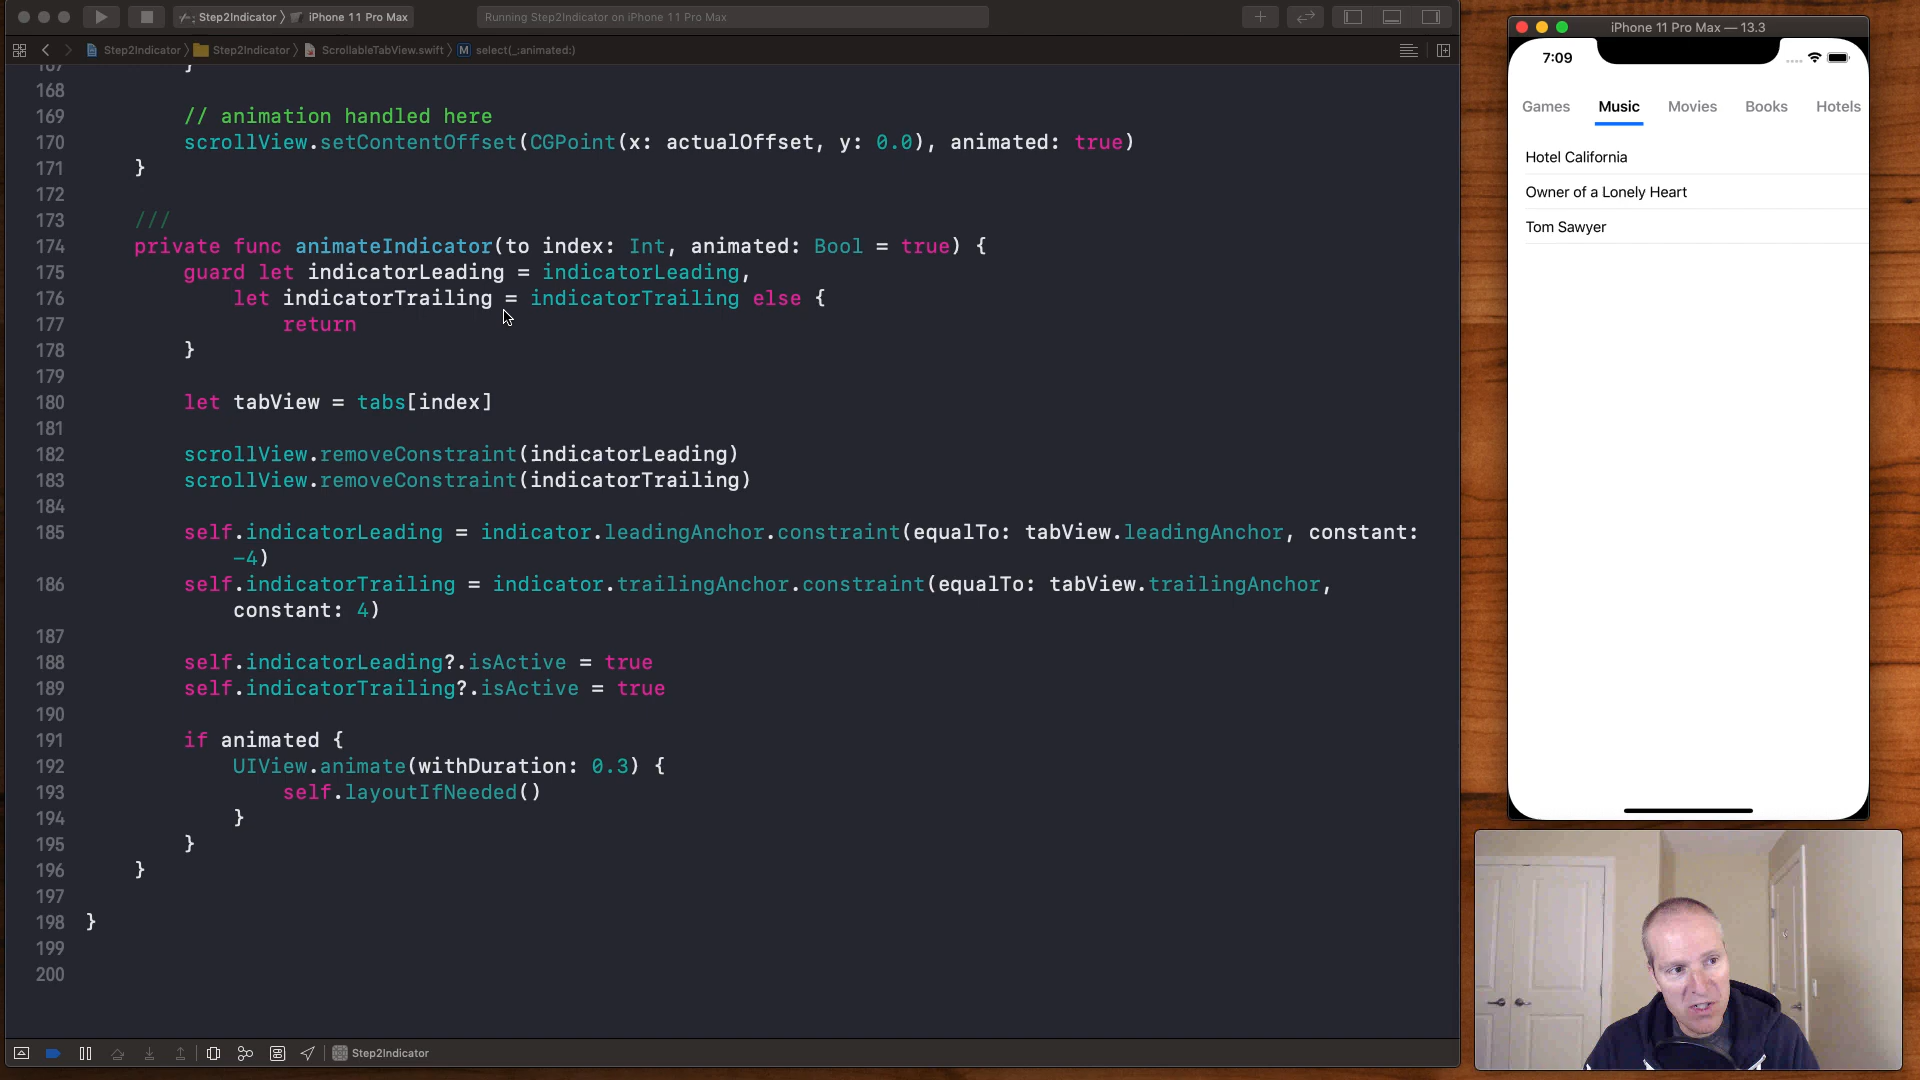 Step2Indicator 〉 iPhone 11 Pro Max
Running Step2Indicator on iPhone 11 Pro Max
Step2Indicator 〉 Step2Indicator 〉 ScrollableTabView.swift 〉 M select(_:animated:)
167 }
168
169 // animation handled here
170 scrollView.setContentOffset(CGPoint(x: actualOffset, y: 0.0), animated: true)
171 }
172
173 ///
174 private func animateIndicator(to index: Int, animated: Bool = true) {
175 guard let indicatorLeading = indicatorLeading,
176 let indicatorTrailing = indicatorTrailing else {
177 return
178 }
179
180 let tabView = tabs[index]
181
182 scrollView.removeConstraint(indicatorLeading)
183 scrollView.removeConstraint(indicatorTrailing)
184
185 self.indicatorLeading = indicator.leadingAnchor.constraint(equalTo: tabView.leadingAnchor, constant:
-4)
186 self.indicatorTrailing = indicator.trailingAnchor.constraint(equalTo: tabView.trailingAnchor,
constant: 4)
187
188 self.indicatorLeading?.isActive = true
189 self.indicatorTrailing?.isActive = true
190
191 if animated {
192 UIView.animate(withDuration: 0.3) {
193 self.layoutIfNeeded()
194 }
195 }
196 }
197
198 }
199
200
Step2Indicator
iPhone 11 Pro Max — 13.3
7:09
Games Music Movies Books Hotels
Hotel California
Owner of a Lonely Heart
Tom Sawyer